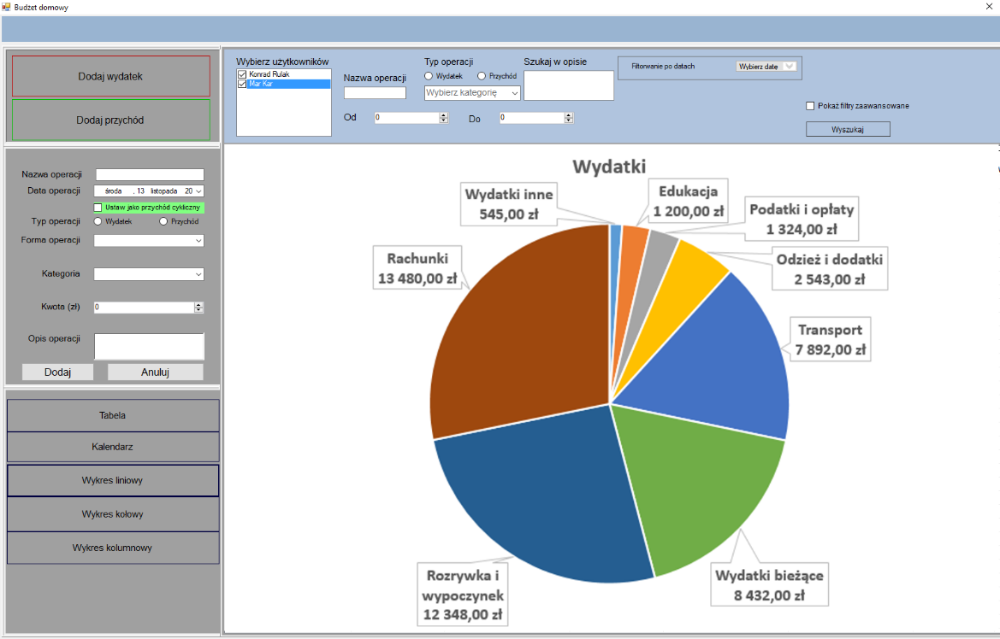 Budżet domowy
Dodaj wydatek
Dodaj przychód
Nazwa operacji
Data operacji
środa , 13 listopada 20
Ustaw jako przychód cykliczny
Typ operacji
Wydatek
Przychód
Forma operacji
Kategoria
Kwota (zł)
0
Opis operacji
Dodaj
Anuluj
Tabela
Kalendarz
Wykres liniowy
Wykres kołowy
Wykres kolumnowy
Wybierz użytkowników
Konrad Rulak
Mar Kar
Nazwa operacji
Typ operacji
Wydatek
Przychód
Wybierz kategorię
Szukaj w opisie
Od
0
Do
0
Filtorwanie po datach
Wybierz date
Pokaż filtry zaawansowane
Wyszukaj
Wydatki
Wydatki inne
545,00 zł
Edukacja
1 200,00 zł
Podatki i opłaty
1 324,00 zł
Odzież i dodatki
2 543,00 zł
Transport
7 892,00 zł
Wydatki bieżące
8 432,00 zł
Rozrywka i
wypoczynek
12 348,00 zł
Rachunki
13 480,00 zł